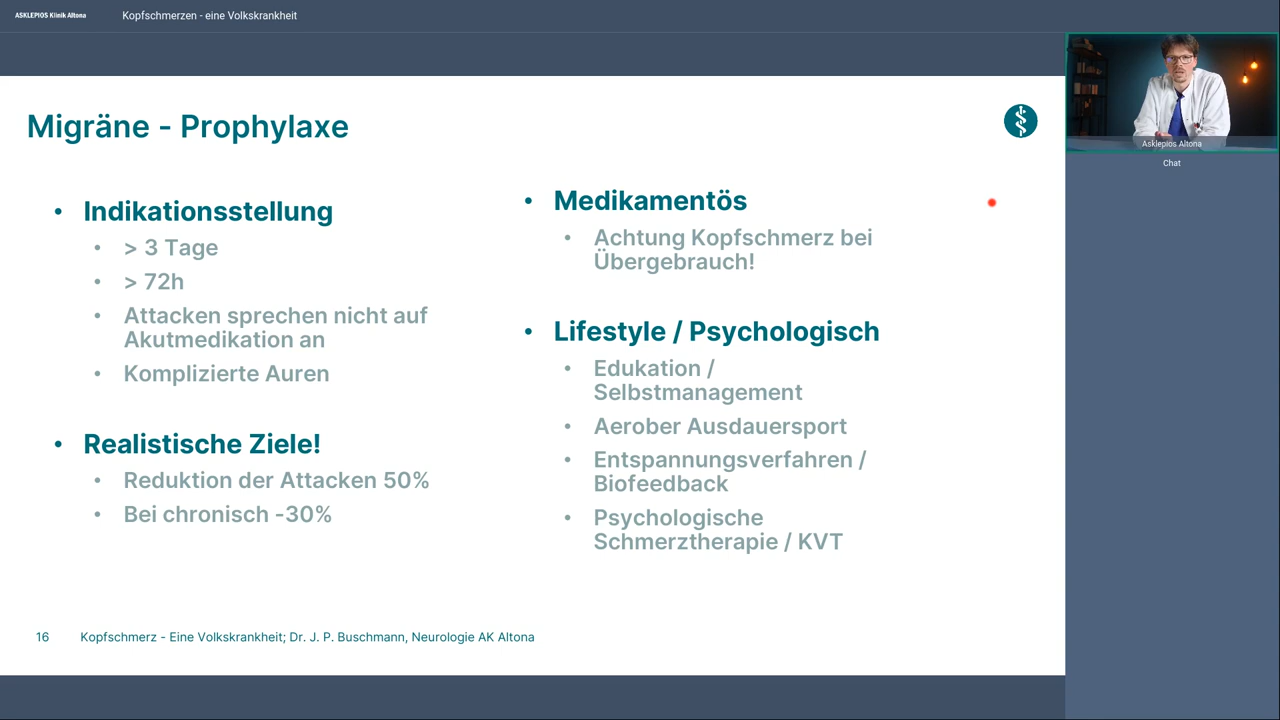 ASKLEPIOS Klinik Altona
Kopfschmerzen - eine Volkskrankheit
Migräne - Prophylaxe
Indikationsstellung
> 3 Tage
> 72h
Attacken sprechen nicht auf
Akutmedikation an
Komplizierte Auren
Realistische Ziele!
Reduktion der Attacken 50%
Bei chronisch -30%
Medikamentös
Achtung Kopfschmerz bei
Übergebrauch!
Lifestyle / Psychologisch
Edukation /
Selbstmanagement
Aerober Ausdauersport
Entspannungsverfahren /
Biofeedback
Psychologische
Schmerztherapie / KVT
16
Kopfschmerz - Eine Volkskrankheit; Dr. J. P. Buschmann, Neurologie AK Altona
Asklepios Altona
Chat